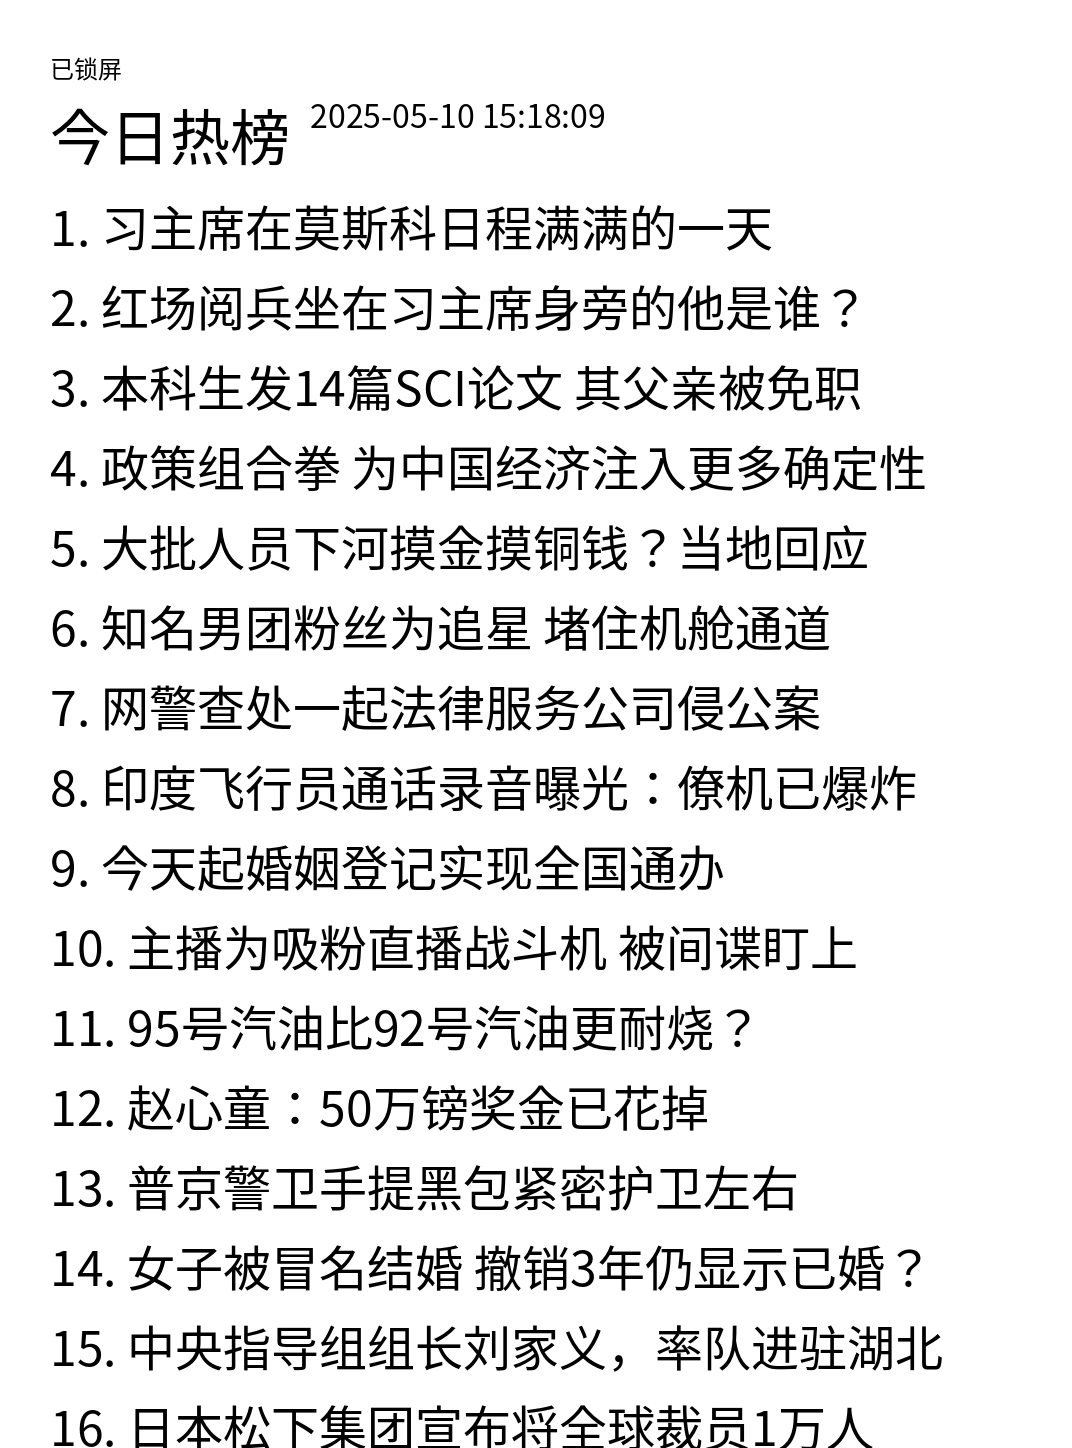 已锁屏
今日热榜 2025-05-10 15:18:09
1. 习主席在莫斯科日程满满的一天
2. 红场阅兵坐在习主席身旁的他是谁？
3. 本科生发14篇SCI论文 其父亲被免职
4. 政策组合拳 为中国经济注入更多确定性
5. 大批人员下河摸金摸铜钱？当地回应
6. 知名男团粉丝为追星 堵住机舱通道
7. 网警查处一起法律服务公司侵公案
8. 印度飞行员通话录音曝光：僚机已爆炸
9. 今天起婚姻登记实现全国通办
10. 主播为吸粉直播战斗机 被间谍盯上
11. 95号汽油比92号汽油更耐烧？
12. 赵心童：50万镑奖金已花掉
13. 普京警卫手提黑包紧密护卫左右
14. 女子被冒名结婚 撤销3年仍显示已婚？
15. 中央指导组组长刘家义，率队进驻湖北
16. 日本松下集团宣布将全球裁员1万人